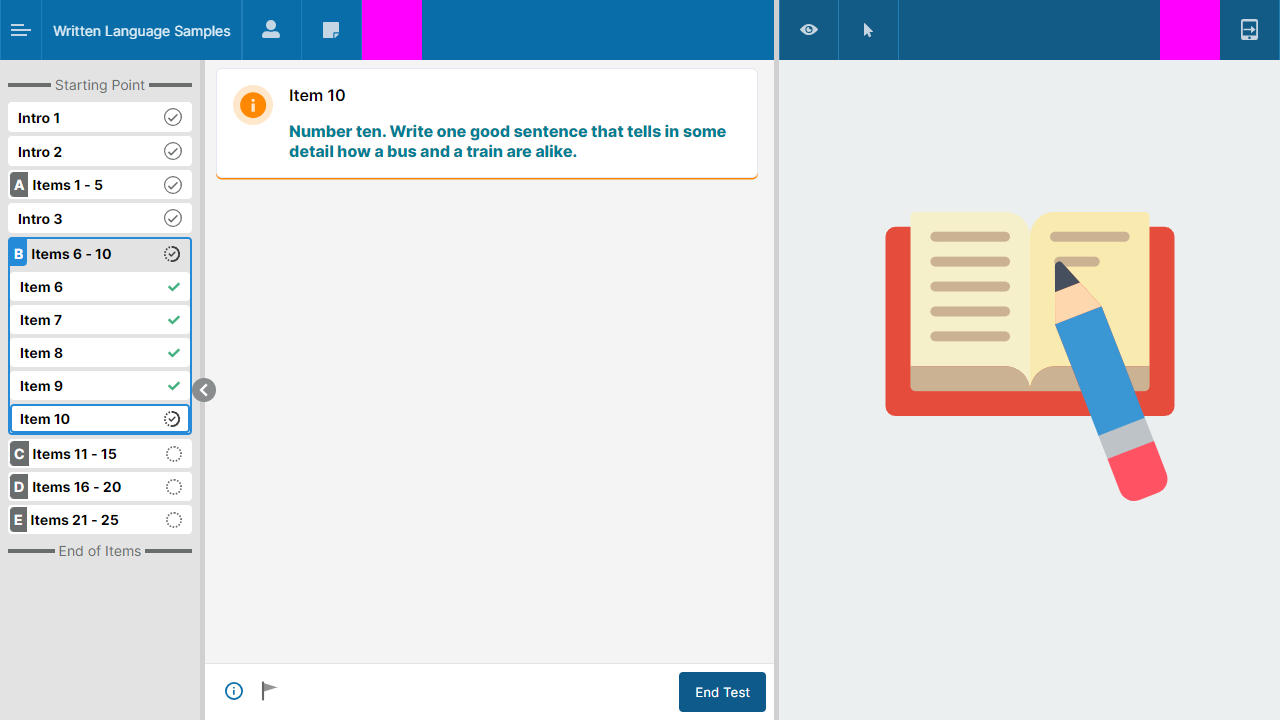 Written Language Samples
Starting Point
Intro 1
Intro 2
A Items 1 - 5
Intro 3
B Items 6 - 10
Item 6
Item 7
Item 8
Item 9
Item 10
C Items 11 - 15
D Items 16 - 20
E Items 21 - 25
End of Items
Item 10
Number ten. Write one good sentence that tells in some
detail how a bus and a train are alike.
End Test